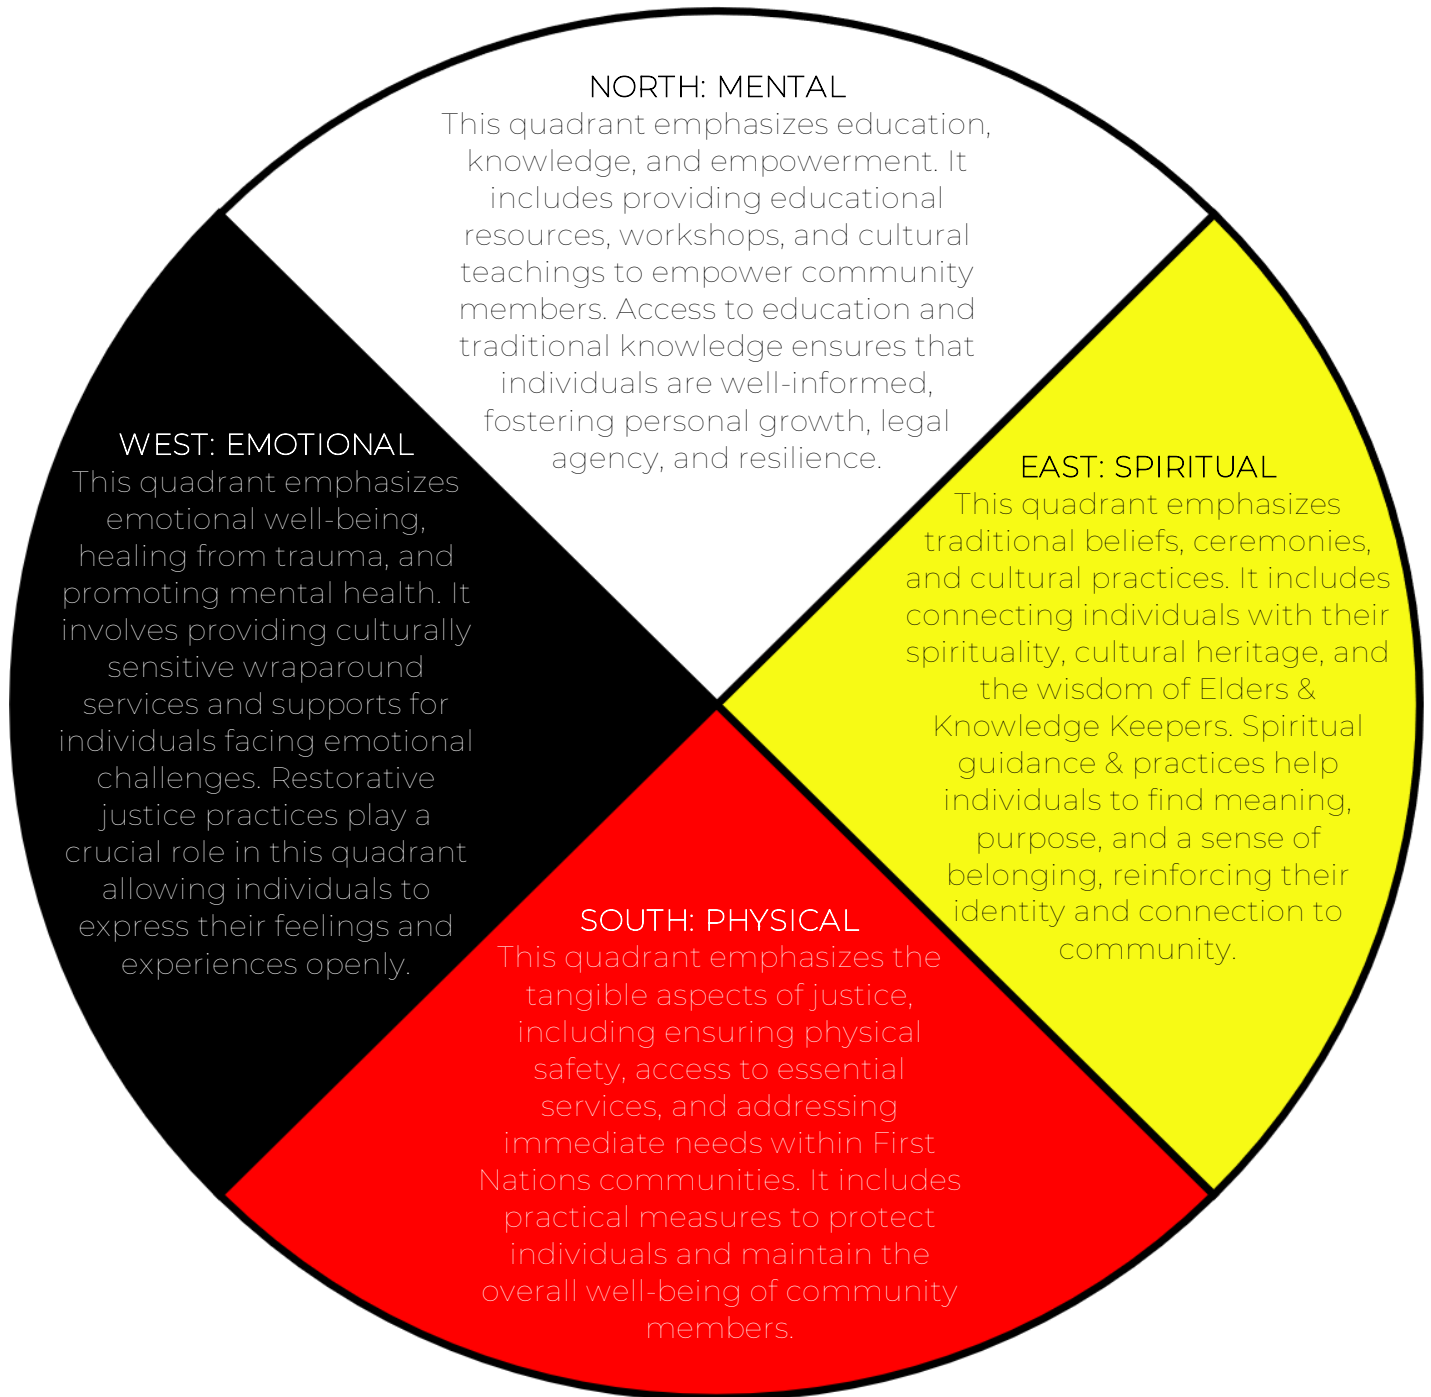 NORTH: MENTAL
This quadrant emphasizes education,
knowledge, and empowerment. It
includes providing educational
resources, workshops, and cultural
teachings to empower community
members. Access to education and
traditional knowledge ensures that
individuals are well-informed,
fostering personal growth, legal
agency, and resilience.
WEST: EMOTIONAL
This quadrant emphasizes
emotional well-being,
healing from trauma, and
promoting mental health. It
involves providing culturally
sensitive wraparound
services and supports for
individuals facing emotional
challenges. Restorative
justice practices play a
crucial role in this quadrant
allowing individuals to
express their feelings and
experiences openly.
EAST: SPIRITUAL
This quadrant emphasizes
traditional beliefs, ceremonies,
and cultural practices. It includes
connecting individuals with their
spirituality, cultural heritage, and
the wisdom of Elders &
Knowledge Keepers. Spiritual
guidance & practices help
individuals to find meaning,
purpose, and a sense of
belonging, reinforcing their
identity and connection to
community.
SOUTH: PHYSICAL
This quadrant emphasizes the
tangible aspects of justice,
including ensuring physical
safety, access to essential
services, and addressing
immediate needs within First
Nations communities. It includes
practical measures to protect
individuals and maintain the
overall well-being of community
members.